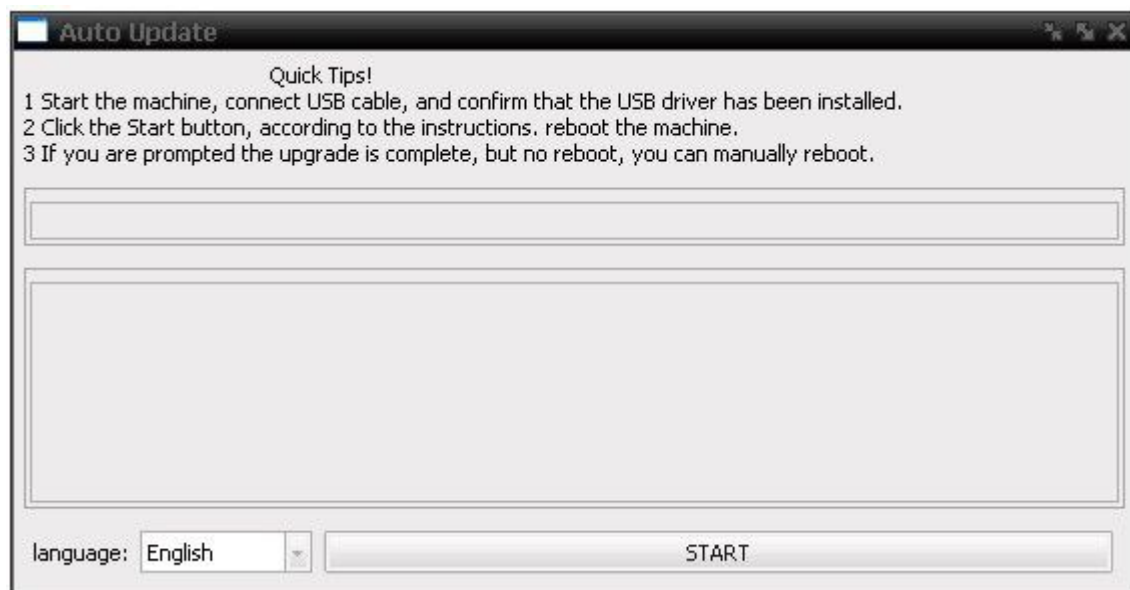 Auto Update
Quick Tips!
1 Start the machine, connect USB cable, and confirm that the USB driver has been installed.
2 Click the Start button, according to the instructions. reboot the machine.
3 If you are prompted the upgrade is complete, but no reboot, you can manually reboot.
language: English START